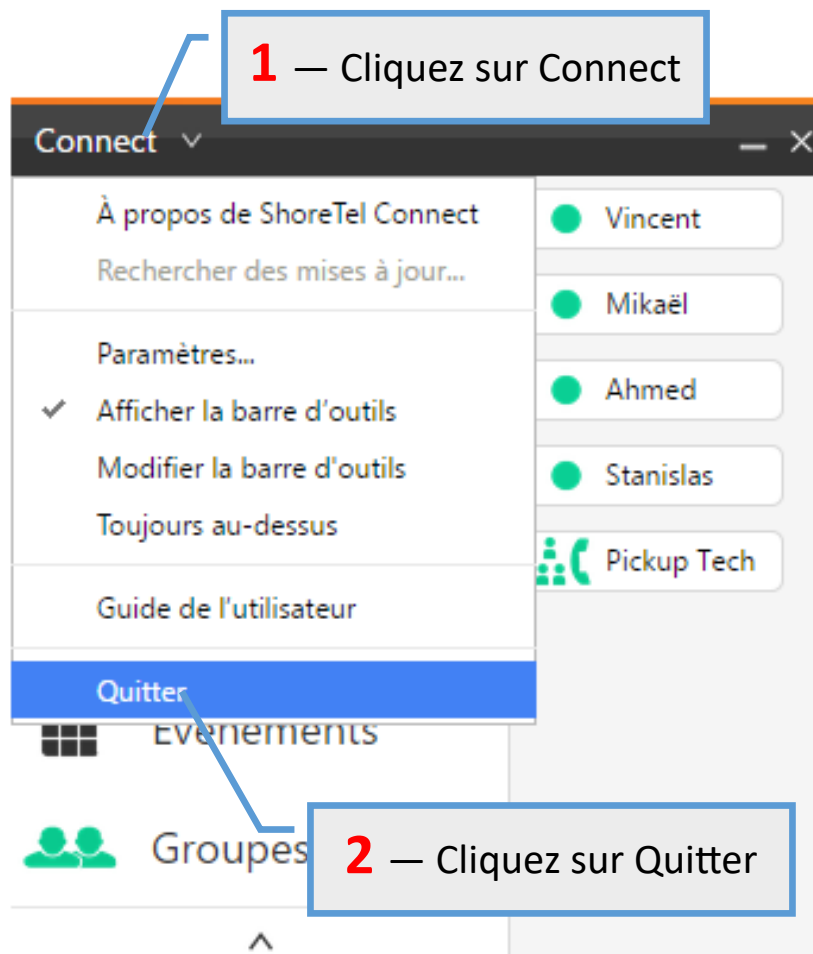 1 — Cliquez sur Connect
Connect
À propos de ShoreTel Connect
Rechercher des mises à jour...
Paramètres...
Afficher la barre d'outils
Modifier la barre d'outils
Toujours au-dessus
Guide de l'utilisateur
Quitter
Vincent
Mikaël
Ahmed
Stanislas
Pickup Tech
Évènements
Groupes
2 — Cliquez sur Quitter